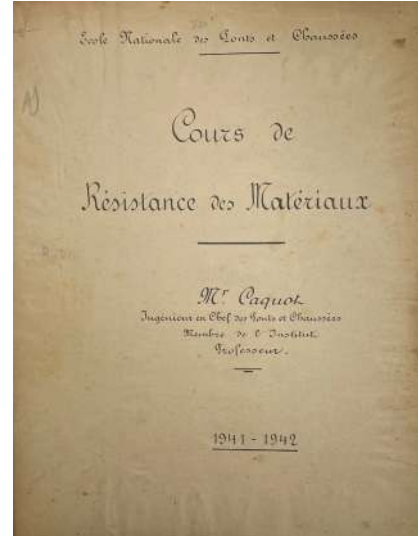 Ecole Nationale des Ponts et Chaussées
Cours de
Résistance des Matériaux
Mr Caquot
Ingénieur en Chef des Ponts et Chaussées
Membre de l'Institut
Professeur.
1941-1942